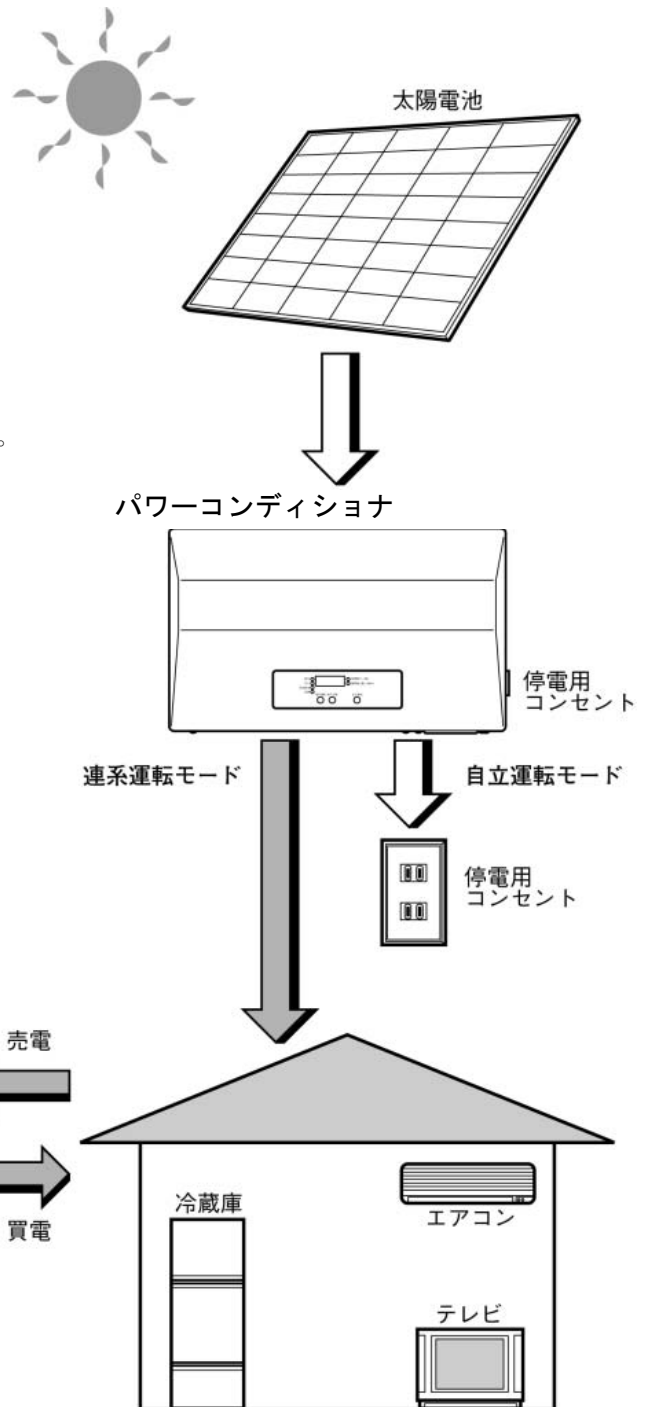 太陽電池
。
パワーコンディショナ
停電用
コンセント
連系運転モード
自立運転モード
停電用
コンセント
売電
買電
冷蔵庫
エアコン
テレビ